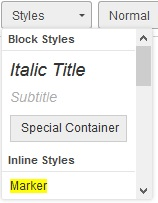 Styles Normal
Block Styles
Italic Title
Subtitle
Special Container
Inline Styles
Marker